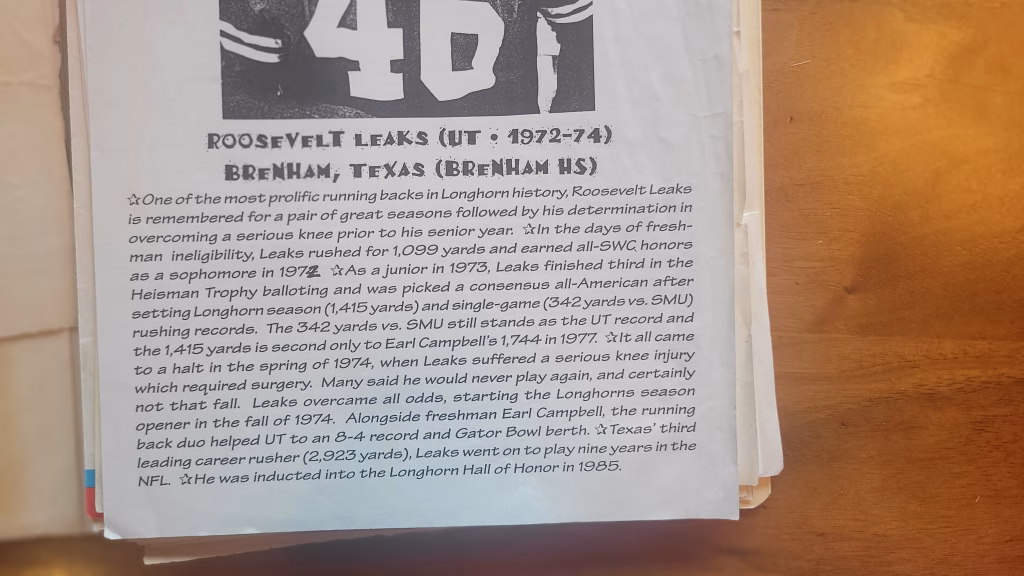 46
ROOSEVELT LEAKS (UT • 1972-74)
BRENHAM, TEXAS (BRENHAM HS)
☆One of the most prolific running backs in Longhorn history, Roosevelt Leaks
is remembered for a pair of great seasons followed by his determination in
overcoming a serious knee prior to his senior year. ☆In the days of fresh-
man ineligibility, Leaks rushed for 1,099 yards and earned all-SWC honors
as a sophomore in 1972 ☆As a junior in 1973, Leaks finished third in the
Heisman Trophy balloting and was picked a consensus all-American after
setting Longhorn season (1,415 yards) and single-game (342 yards vs. SMU)
rushing records. The 342 yards vs. SMU still stands as the UT record and
the 1,415 yards is second only to Earl Campbell's 1,744 in 1977. ☆It all came
to a halt in the spring of 1974, when Leaks suffered a serious knee injury
which required surgery. Many said he would never play again, and certainly
not that fall. Leaks overcame all odds, starting the Longhorns season
opener in the fall of 1974. Alongside freshman Earl Campbell, the running
back duo helped UT to an 8-4 record and Gator Bowl berth. ☆Texas' third
leading career rusher (2,923 yards), Leaks went on to play nine years in the
NFL. ☆He was inducted into the Longhorn Hall of Honor in 1985.